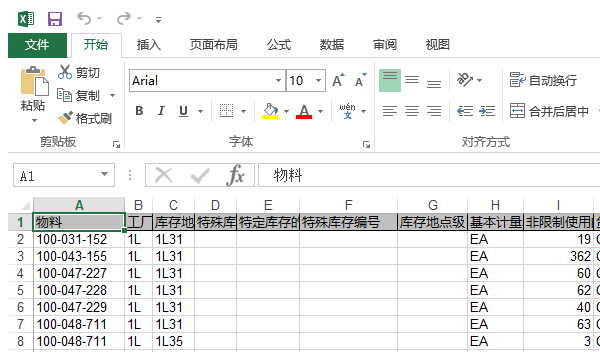 文件 开始 插入 页面布局 公式 数据 审阅 视图
剪切
复制
格式刷
粘贴
剪贴板
Arial 10 A A
B I U A wén 文
字体
自动换行
合并后居中
对齐方式
A1 fx 物料
A B C D E F G H I
1 物料 工厂 库存地 特殊库 特定库存的 特殊库存编号 库存地点级 基本计量 非限制使用
2 100-031-152 1L 1L31 EA 19
3 100-043-155 1L 1L31 EA 362
4 100-047-227 1L 1L31 EA 60
5 100-047-228 1L 1L31 EA 62
6 100-047-229 1L 1L31 EA 40
7 100-048-711 1L 1L31 EA 63
8 100-048-711 1L 1L35 EA 3